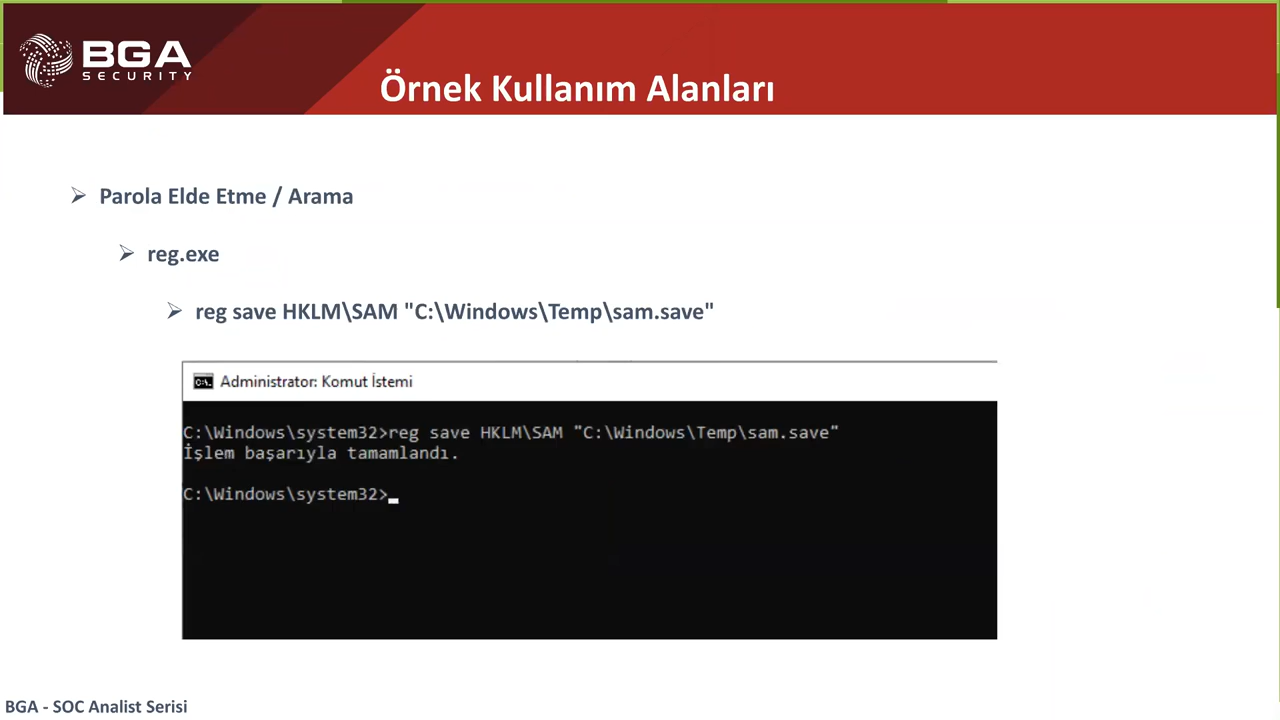 BGA
SECURITY
Örnek Kullanım Alanları
Parola Elde Etme / Arama
reg.exe
reg save HKLM\SAM "C:\Windows\Temp\sam.save"
Administrator: Komut İstemi
C:\Windows\system32>reg save HKLM\SAM "C:\Windows\Temp\sam.save"
İşlem başarıyla tamamlandı.
C:\Windows\system32>
BGA - SOC Analist Serisi